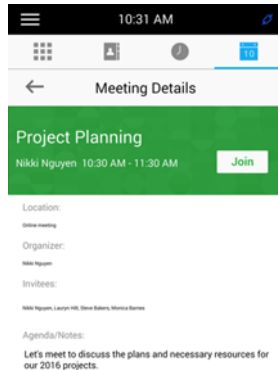 10:31 AM
10
Meeting Details
Project Planning
Nikki Nguyen 10:30 AM - 11:30 AM
Join
Location:
Online meeting
Organizer:
Nikki Nguyen
Invitees:
Nikki Nguyen, Lauryn Hill, Steve Bakers, Monica Barnes
Agenda/Notes:
Let's meet to discuss the plans and necessary resources for
our 2016 projects.